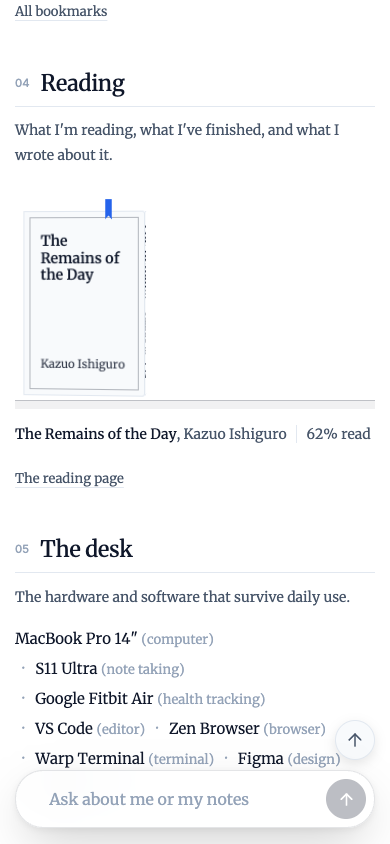 All bookmarks
04 Reading
What I'm reading, what I've finished, and what I
wrote about it.
The
Remains of
the Day
Kazuo Ishiguro
The Remains of the Day, Kazuo Ishiguro | 62% read
The reading page
05 The desk
The hardware and software that survive daily use.
MacBook Pro 14″ (computer)
· S11 Ultra (note taking)
· Google Fitbit Air (health tracking)
· VS Code (editor) · Zen Browser (browser)
· Warp Terminal (terminal) · Figma (design)
Ask about me or my notes